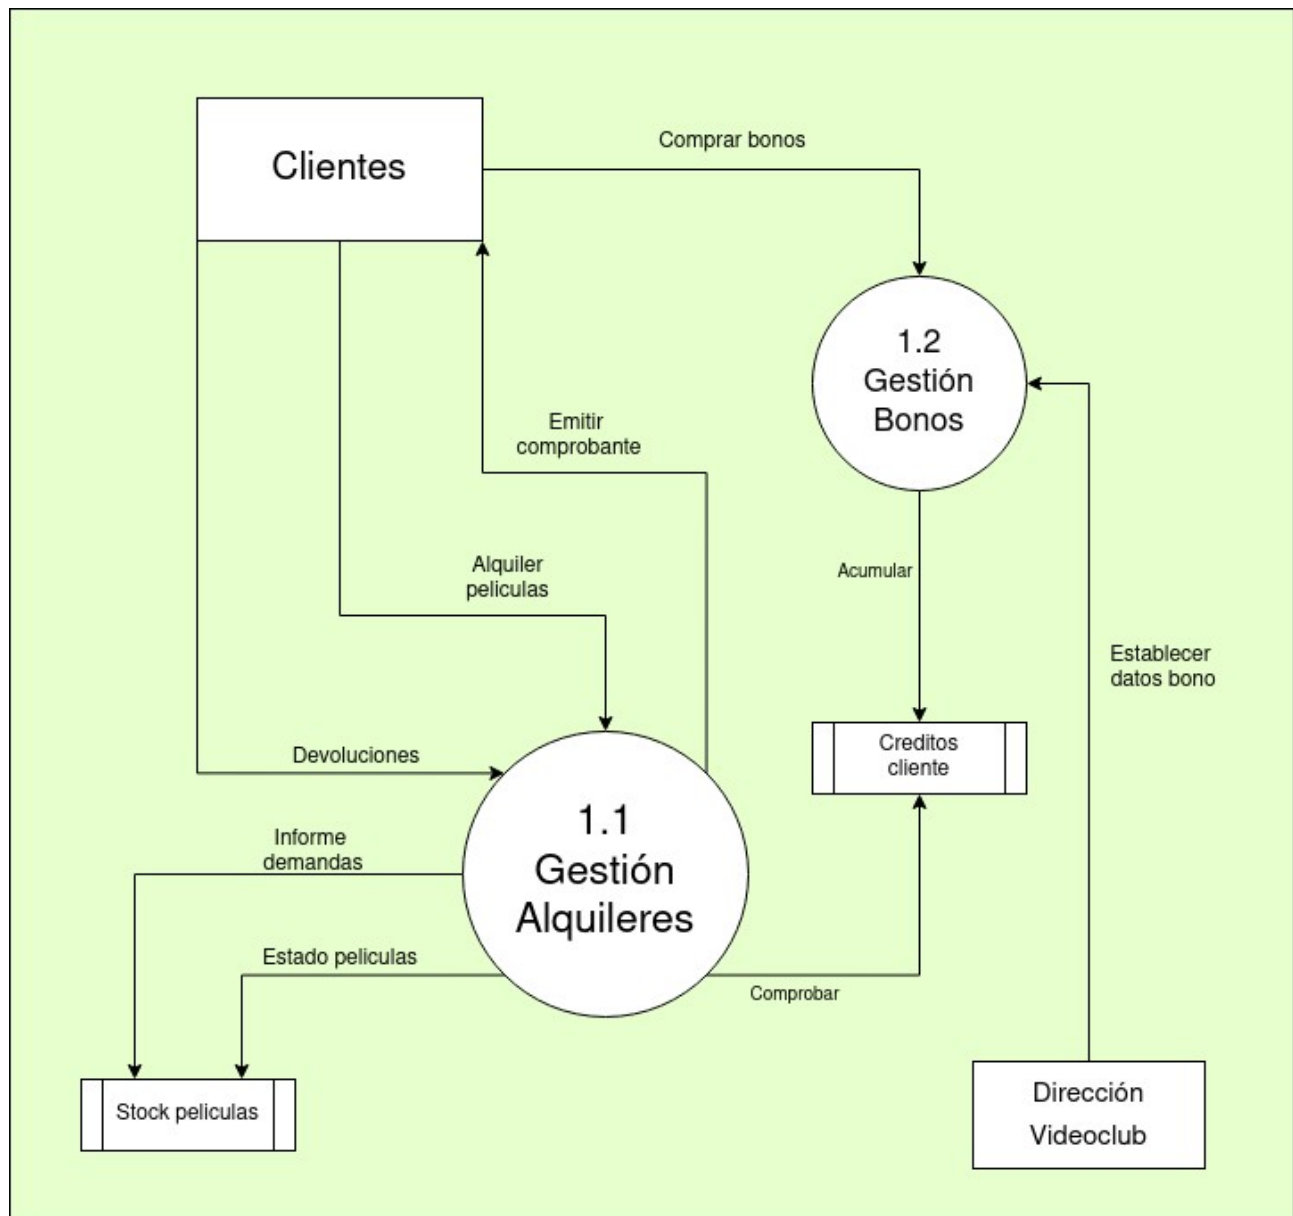 Comprar bonos
Clientes
1.2
Gestión
Bonos
Emitir
comprobante
Alquiler
peliculas
Acumular
Establecer
datos bono
Creditos
cliente
Devoluciones
1.1
Gestión
Alquileres
Informe
demandas
Estado peliculas
Comprobar
Stock peliculas
Dirección
Videoclub